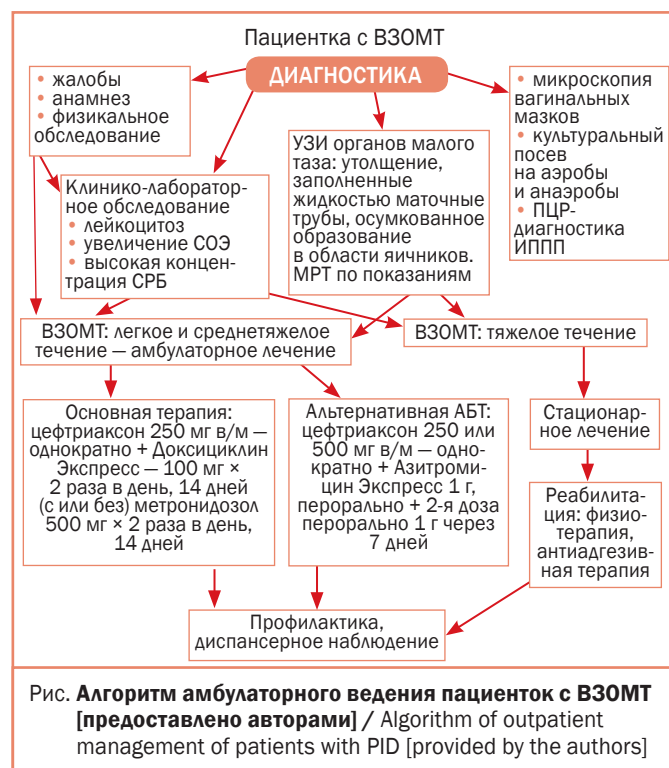 Пациентка с ВЗОМТ
ДИАГНОСТИКА
• жалобы
• анамнез
• физикальное
обследование
Клинико-лаборатор-
ное обследование
• лейкоцитоз
• увеличение СОЭ
• высокая концен-
трация СРБ
УЗИ органов малого
таза: утолщение,
заполненные
жидкостью маточные
трубы, осумкованное
образование
в области яичников.
МРТ по показаниям
• микроскопия
вагинальных
мазков
• культуральный
посев
на аэробы
и анаэробы
• ПЦР-
диагностика
ИППП
ВЗОМТ: легкое и среднетяжелое
течение — амбулаторное лечение
ВЗОМТ: тяжелое течение
Основная терапия:
цефтриаксон 250 мг в/м —
однократно + Доксициклин
Экспресс — 100 мг ×
2 раза в день, 14 дней
(с или без) метронидозол
500 мг × 2 раза в день,
14 дней
Альтернативная АБТ:
цефтриаксон 250 или
500 мг в/м — одно-
кратно + Азитроми-
цин Экспресс 1 г,
перорально + 2-я доза
перорально 1 г через
7 дней
Стационар-
ное лечение
Реабилита-
ция: физио-
терапия,
антиадгезив-
ная терапия
Профилактика,
диспансерное наблюдение
Рис. Алгоритм амбулаторного ведения пациенток с ВЗОМТ
[предоставлено авторами] / Algorithm of outpatient
management of patients with PID [provided by the authors]